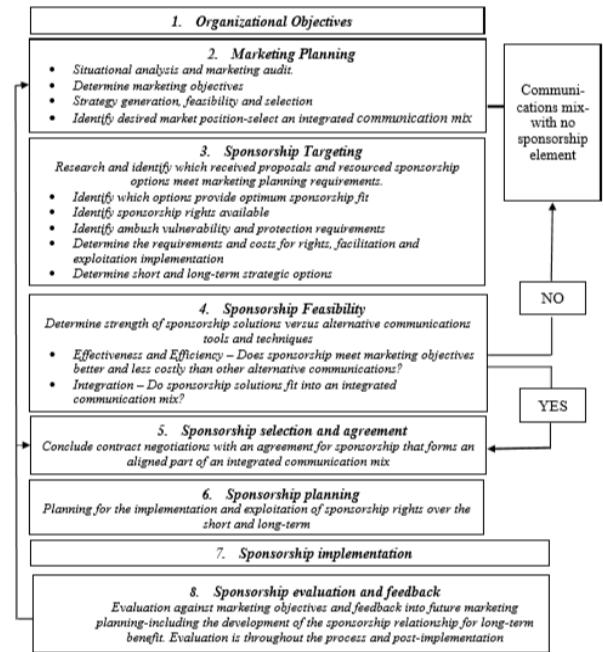 1. Organizational Objectives
2. Marketing Planning
• Situational analysis and marketing audit.
• Determine marketing objectives
• Strategy generation, feasibility and selection
• Identify desired market position-select an integrated communication mix
Communi-
cations mix-
with no
sponsorship
element
3. Sponsorship Targeting
Research and identify which received proposals and resourced sponsorship
options meet marketing planning requirements.
• Identify which options provide optimum sponsorship fit
• Identify sponsorship rights available
• Identify ambush vulnerability and protection requirements
• Determine the requirements and costs for rights, facilitation and
exploitation implementation
• Determine short and long-term strategic options
NO
4. Sponsorship Feasibility
Determine strength of sponsorship solutions versus alternative communications
tools and techniques
• Effectiveness and Efficiency – Does sponsorship meet marketing objectives
better and less costly than other alternative communications?
• Integration – Do sponsorship solutions fit into an integrated
communication mix?
YES
5. Sponsorship selection and agreement
Conclude contract negotiations with an agreement for sponsorship that forms an
aligned part of an integrated communication mix
6. Sponsorship planning
Planning for the implementation and exploitation of sponsorship rights over the
short and long-term
7. Sponsorship implementation
8. Sponsorship evaluation and feedback
Evaluation against marketing objectives and feedback into future marketing
planning-including the development of the sponsorship relationship for long-term
benefit. Evaluation is throughout the process and post-implementation